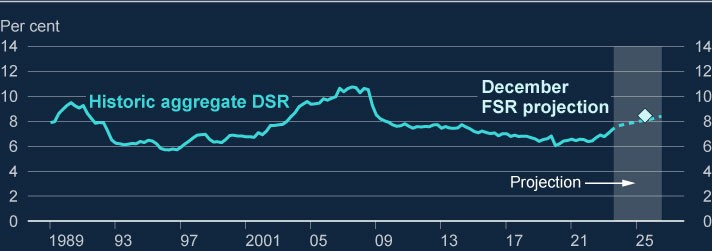 Per cent
14 14
12 12
10 10
8 8
6 6
4 4
2 2
0 0
Historic aggregate DSR
December
FSR projection
Projection
1989 93 97 2001 05 09 13 17 21 25